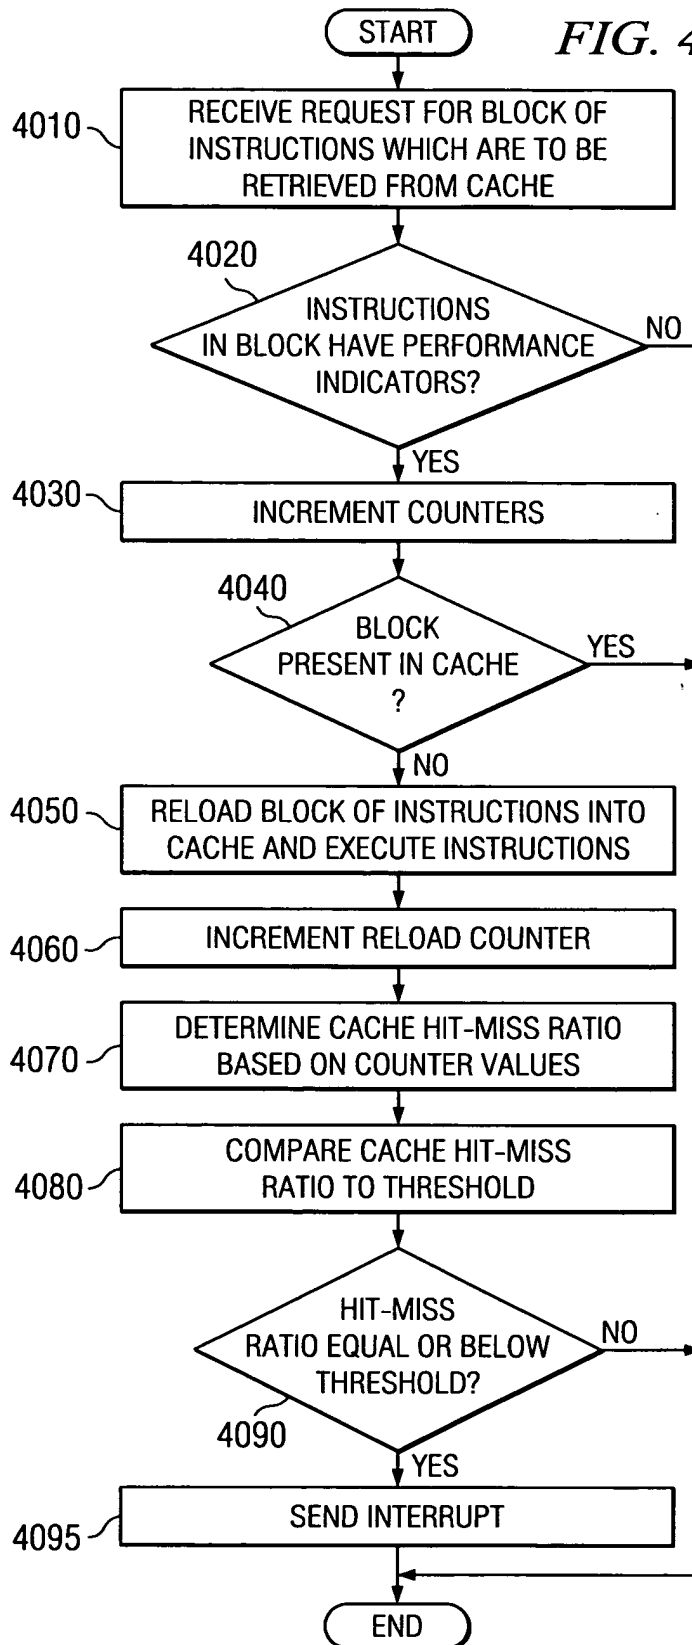 START
FIG. 4
4010
RECEIVE REQUEST FOR BLOCK OF
INSTRUCTIONS WHICH ARE TO BE
RETRIEVED FROM CACHE
4020
INSTRUCTIONS
IN BLOCK HAVE PERFORMANCE
INDICATORS?
NO
YES
4030
INCREMENT COUNTERS
4040
BLOCK
PRESENT IN CACHE
?
YES
NO
4050
RELOAD BLOCK OF INSTRUCTIONS INTO
CACHE AND EXECUTE INSTRUCTIONS
4060
INCREMENT RELOAD COUNTER
4070
DETERMINE CACHE HIT-MISS RATIO
BASED ON COUNTER VALUES
4080
COMPARE CACHE HIT-MISS
RATIO TO THRESHOLD
HIT-MISS
RATIO EQUAL OR BELOW
THRESHOLD?
NO
4090
YES
4095
SEND INTERRUPT
END